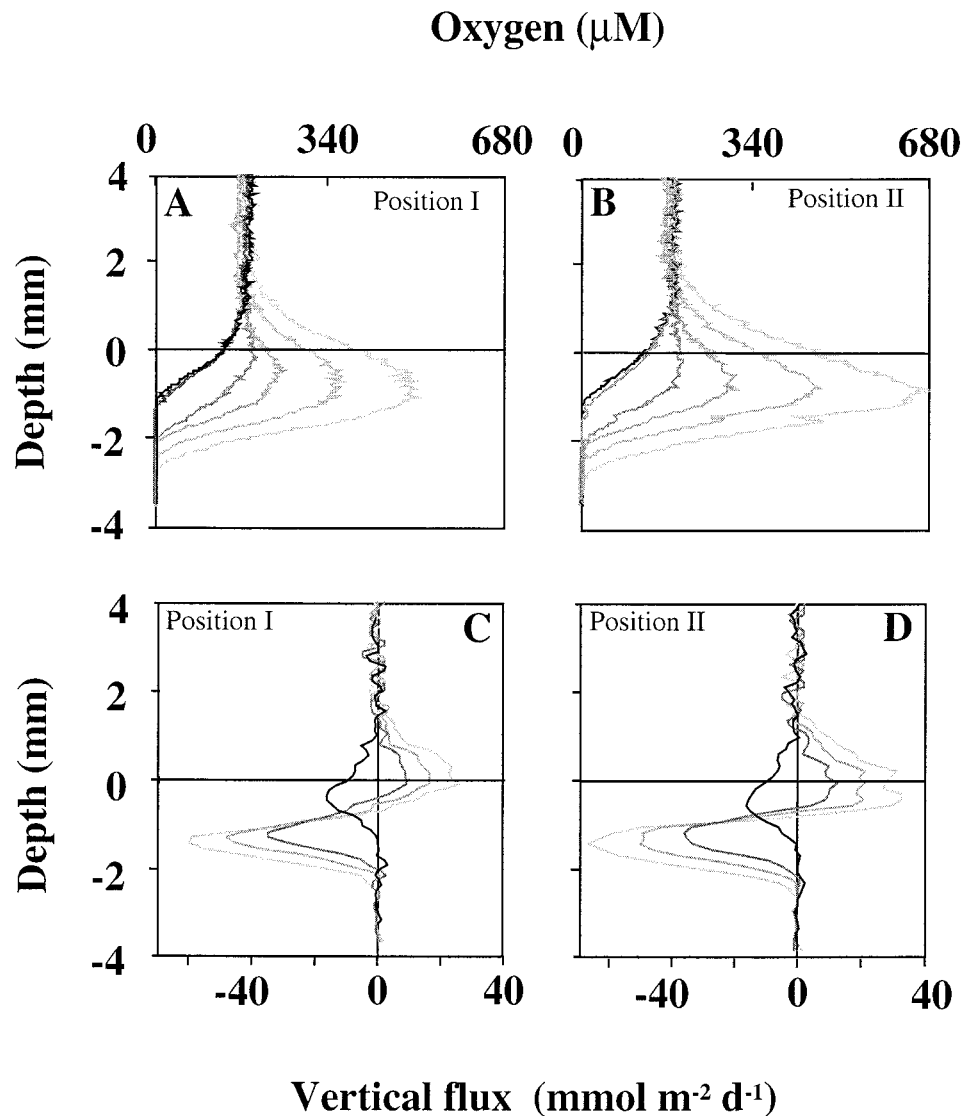 Oxygen (μM)
0 340 680 0 340 680
4 A Position I B Position II
2
0
-2
-4
Depth (mm)
4 Position I C Position II D
2
0
-2
-4
Depth (mm)
-40 0 40 -40 0 40
Vertical flux (mmol m-2 d-1)